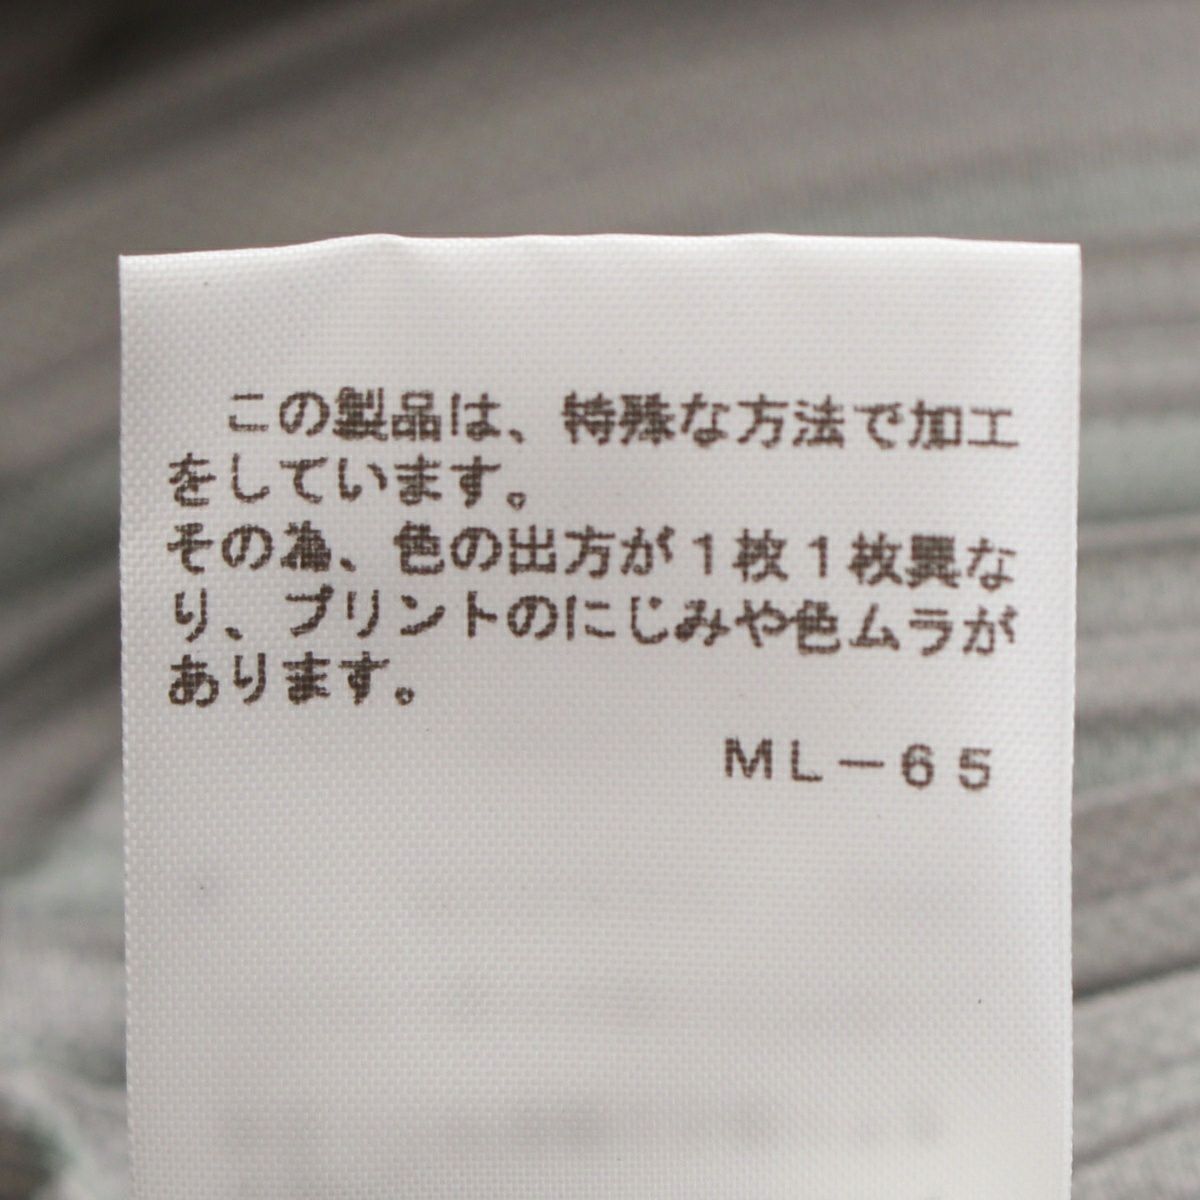 この製品は、特殊な方法で加工
をしています。
その為、色の出方が1枚1枚異な
り、プリントのにじみや色ムラが
あります。
ML-65